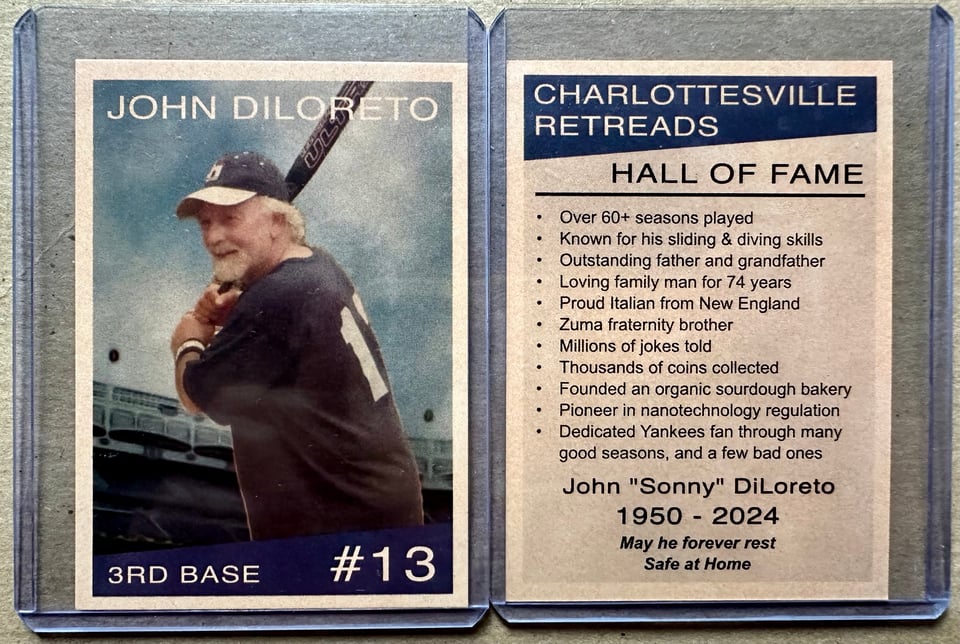 JOHN DILORETO
ULTRA
3RD BASE
#13
CHARLOTTESVILLE
RETREADS
HALL OF FAME
• Over 60+ seasons played
• Known for his sliding & diving skills
• Outstanding father and grandfather
• Loving family man for 74 years
• Proud Italian from New England
• Zuma fraternity brother
• Millions of jokes told
• Thousands of coins collected
• Founded an organic sourdough bakery
• Pioneer in nanotechnology regulation
• Dedicated Yankees fan through many
good seasons, and a few bad ones
John "Sonny" DiLoreto
1950 - 2024
May he forever rest
Safe at Home